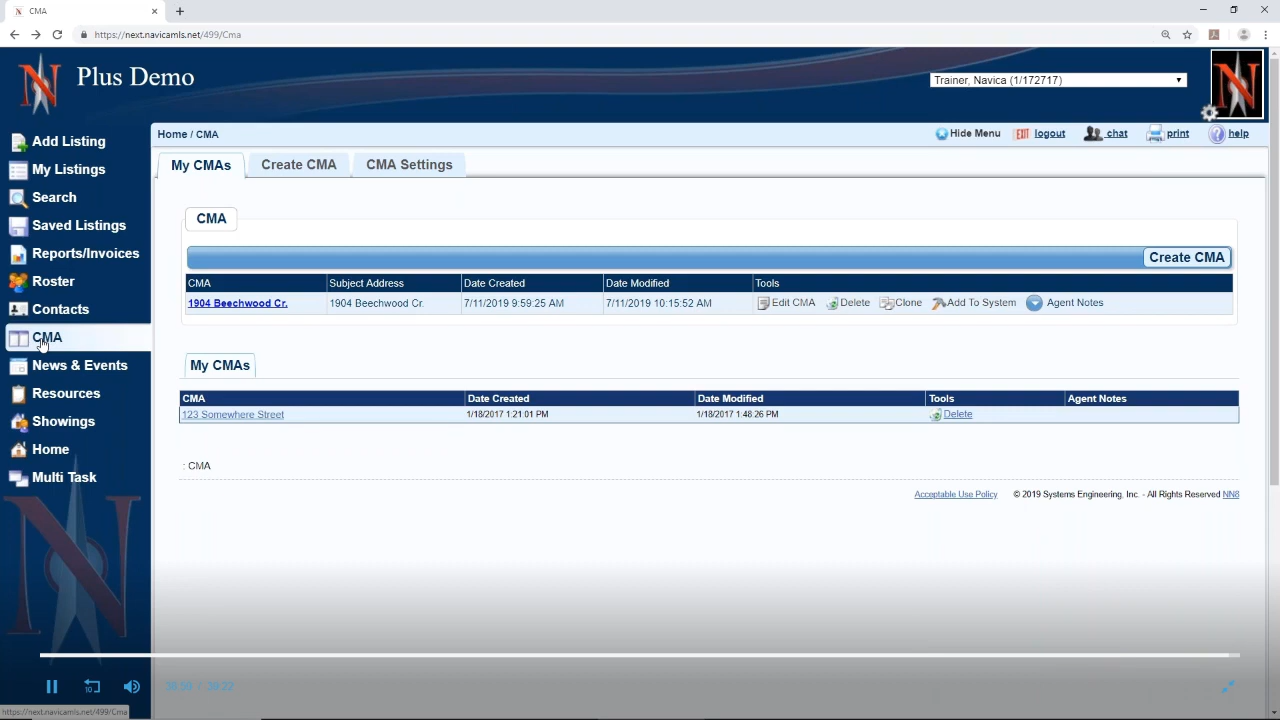 CMA
https://next.navicamls.net/499/Cma
N Plus Demo
Trainer, Navica (1/172717)
Home / CMA
Hide Menu
EXIT logout
chat
print
help
Add Listing
My Listings
Search
Saved Listings
Reports/Invoices
Roster
Contacts
CMA
News & Events
Resources
Showings
Home
Multi Task
My CMAs
Create CMA
CMA Settings
CMA
Create CMA
CMA Subject Address Date Created Date Modified Tools
1904 Beechwood Cr. 1904 Beechwood Cr. 7/11/2019 9:59:25 AM 7/11/2019 10:15:52 AM Edit CMA Delete Clone Add To System Agent Notes
My CMAs
CMA Date Created Date Modified Tools Agent Notes
123 Somewhere Street 1/18/2017 1:21:01 PM 1/18/2017 1:48:26 PM Delete
: CMA
Acceptable Use Policy © 2019 Systems Engineering, Inc. - All Rights Reserved NN8
10
38:56 / 39:22
https://next.navicamls.net/499/Cma